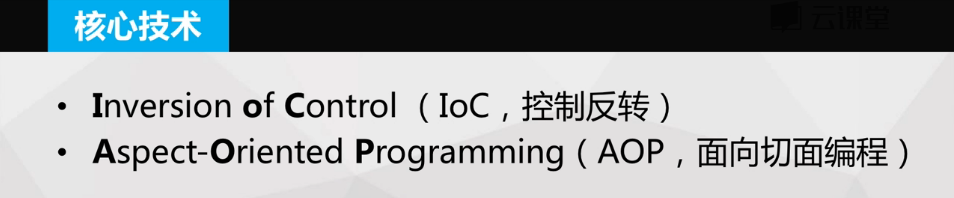 云课堂
核心技术
• Inversion of Control（IoC，控制反转）
• Aspect-Oriented Programming（AOP，面向切面编程）